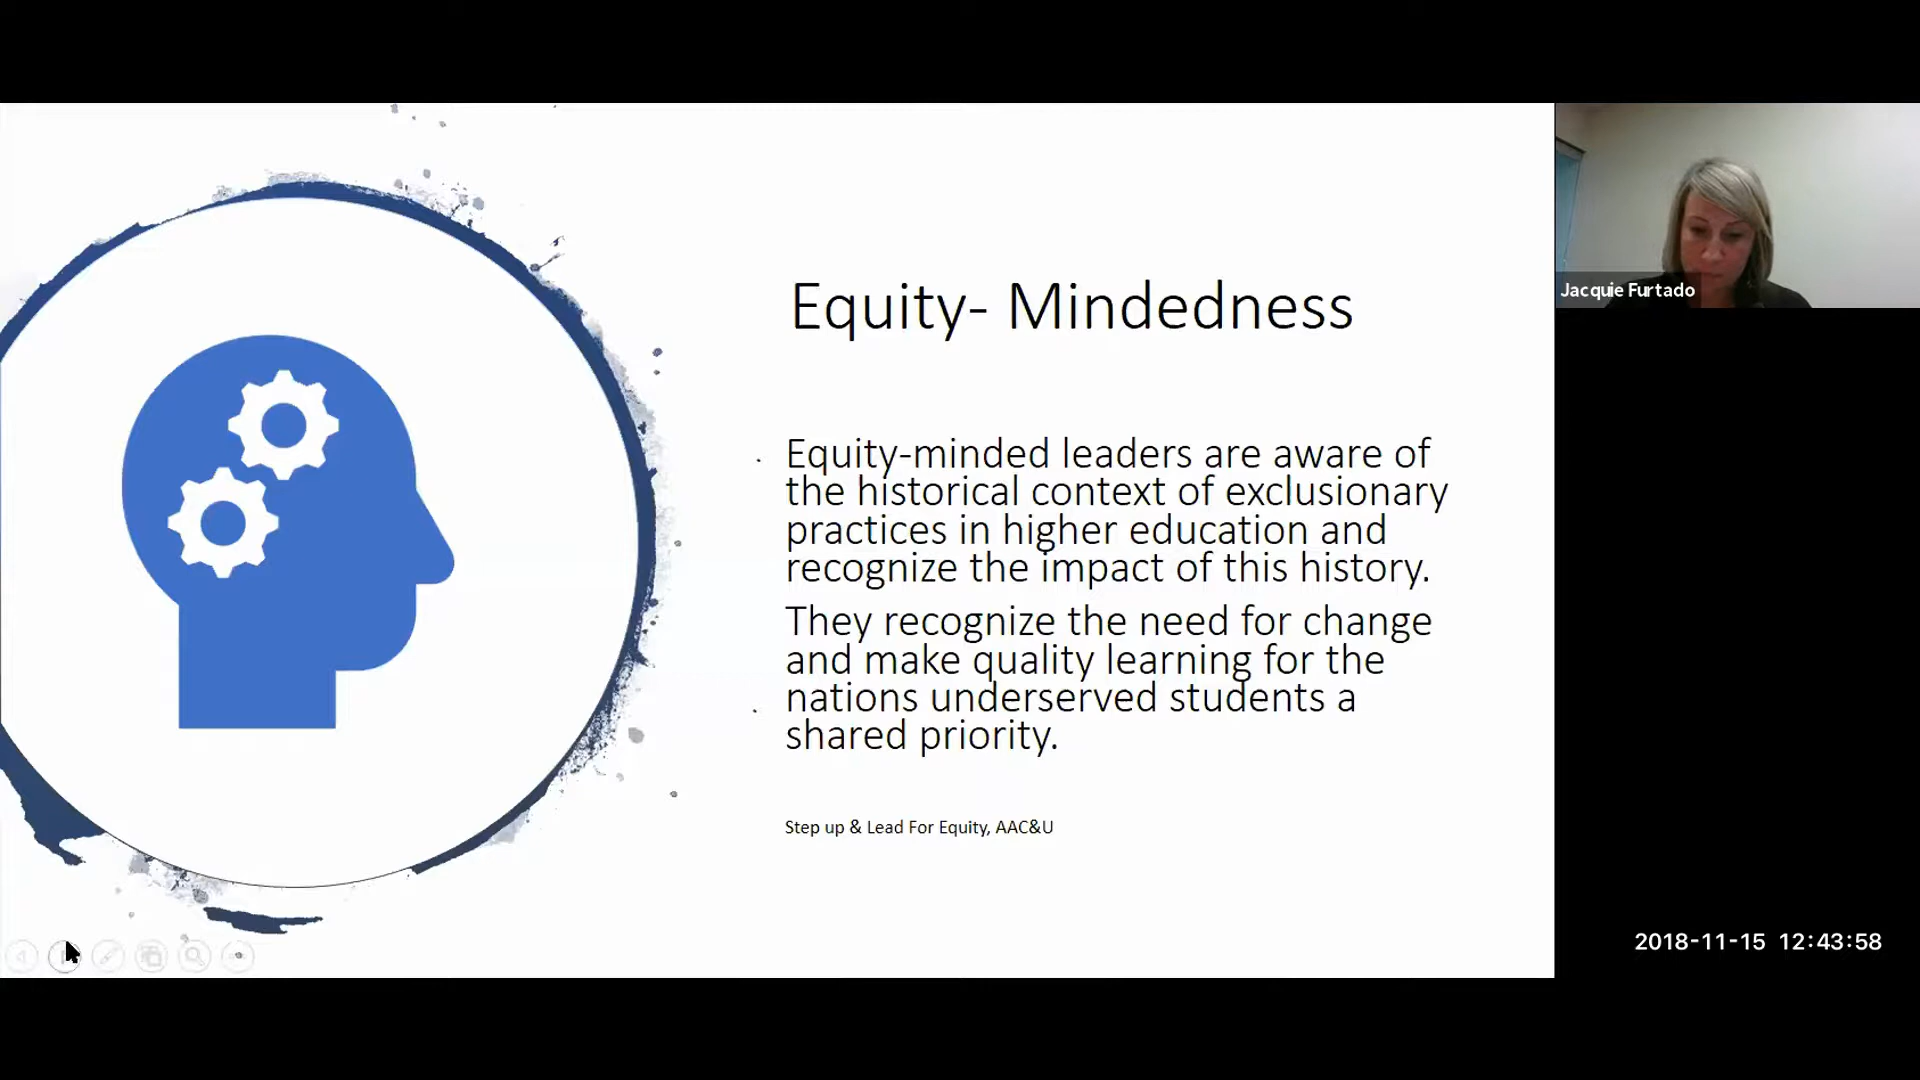 Equity- Mindedness
Equity-minded leaders are aware of
the historical context of exclusionary
practices in higher education and
recognize the impact of this history.
They recognize the need for change
and make quality learning for the
nations underserved students a
shared priority.
Step up & Lead For Equity, AAC&U
Jacquie Furtado
2018-11-15 12:43:58